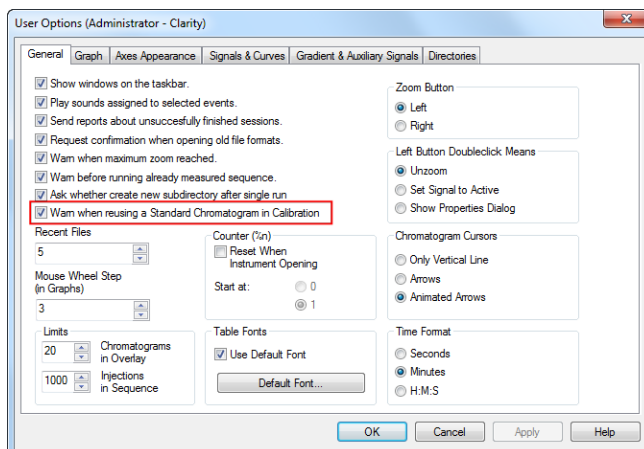 User Options (Administrator - Clarity)
General Graph Axes Appearance Signals & Curves Gradient & Auxiliary Signals Directories
Show windows on the taskbar.
Play sounds assigned to selected events.
Send reports about unsuccesfully finished sessions.
Request confirmation when opening old file formats.
Warn when maximum zoom reached.
Warn before running already measured sequence.
Ask whether create new subdirectory after single run
Warn when reusing a Standard Chromatogram in Calibration
Recent Files
5
Mouse Wheel Step
(in Graphs)
3
Limits
20 Chromatograms
in Overlay
1000 Injections
in Sequence
Counter (%n)
Reset When
Instrument Opening
Start at: 0
1
Table Fonts
Use Default Font
Default Font...
Zoom Button
Left
Right
Left Button Doubleclick Means
Unzoom
Set Signal to Active
Show Properties Dialog
Chromatogram Cursors
Only Vertical Line
Arrows
Animated Arrows
Time Format
Seconds
Minutes
H:M:S
OK Cancel Apply Help